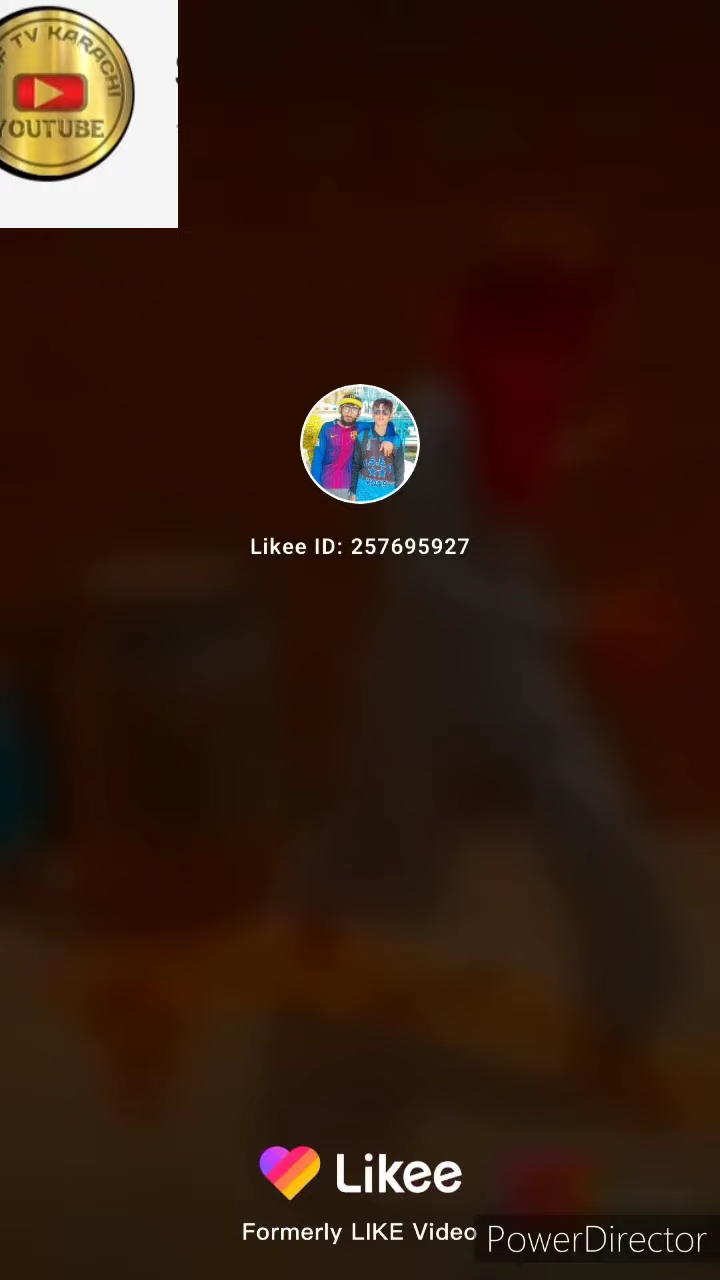 TV KARACHI
YOUTUBE
Likee ID: 257695927
Likee
Formerly LIKE Video
PowerDirector